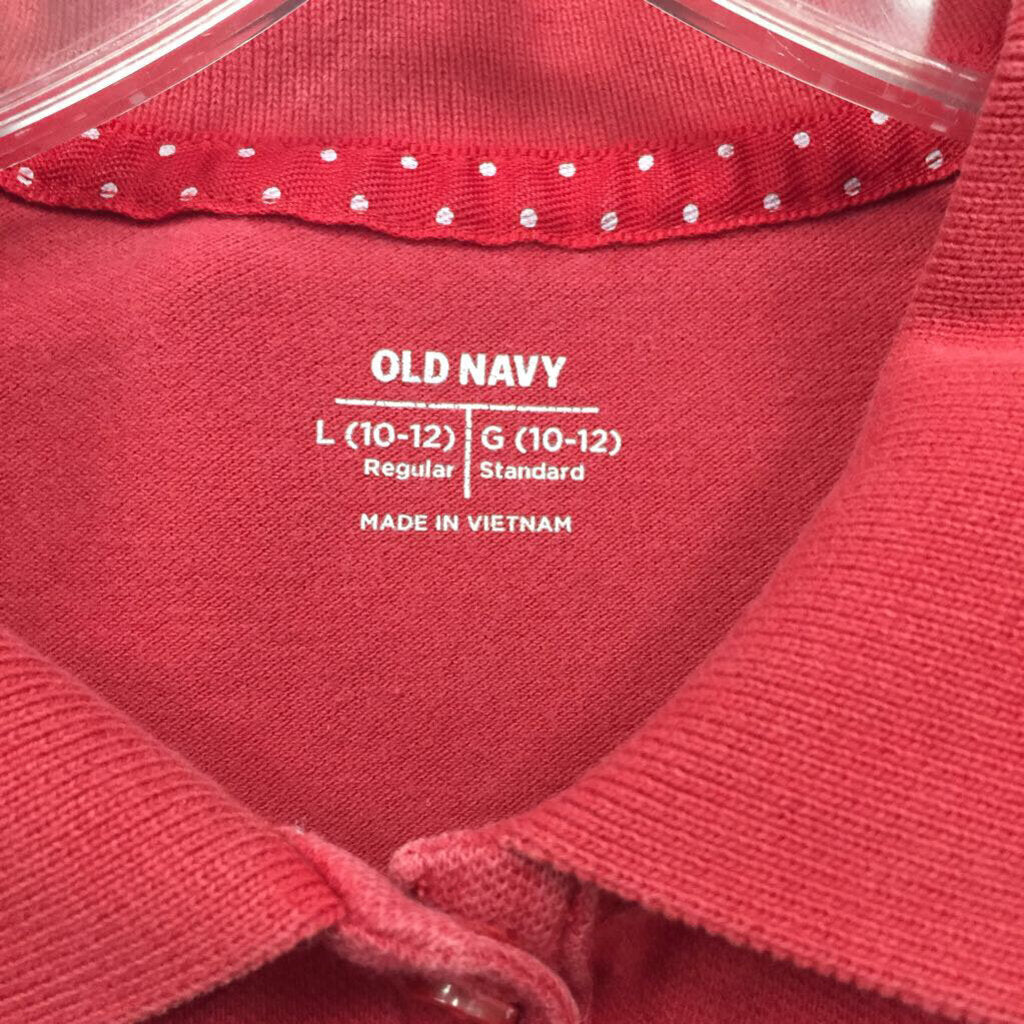 OLD NAVY
L (10-12) | G (10-12)
Regular | Standard
MADE IN VIETNAM